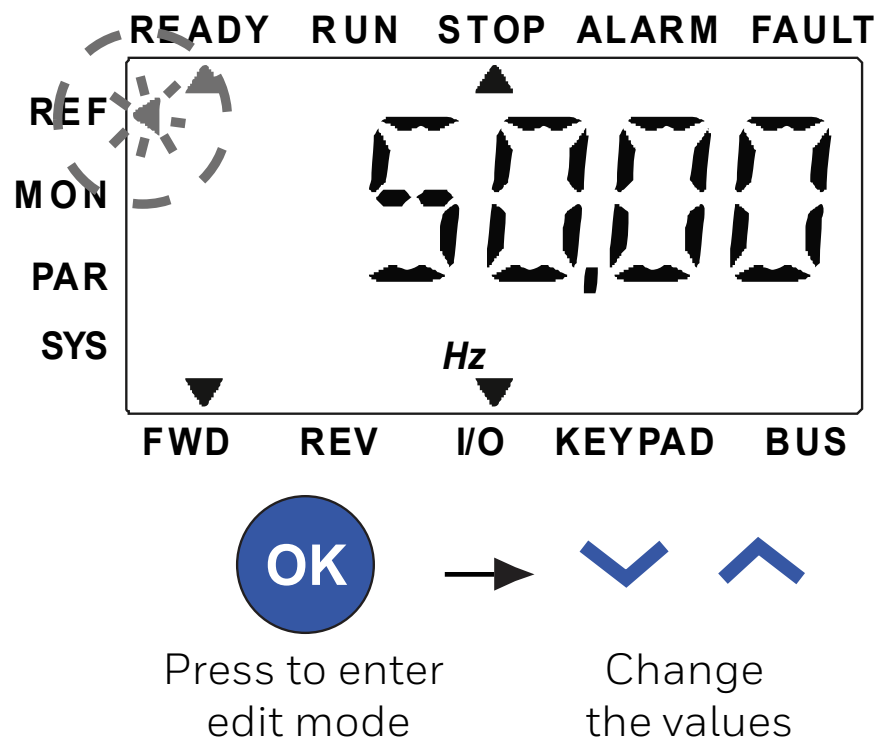 READY RUN STOP ALARM FAULT
REF
50.00
MON
PAR
SYS
Hz
FWD REV I/O KEYPAD BUS
OK
Press to enter
edit mode
Change
the values